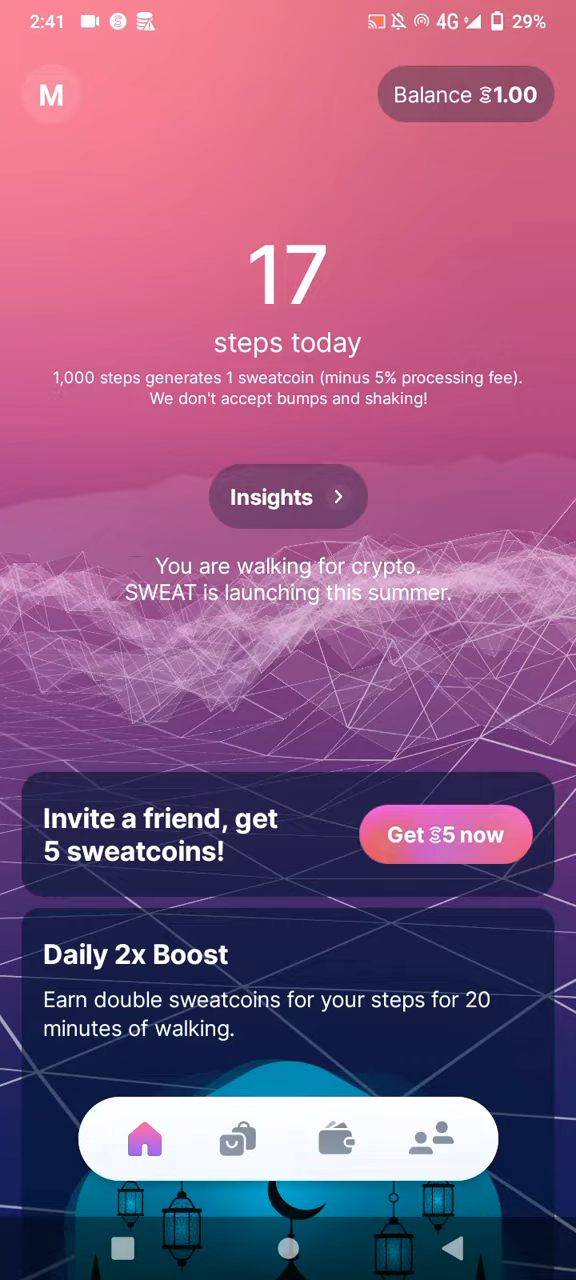 2:41
4G
29%
M
Balance 1.00
17
steps today
1,000 steps generates 1 sweatcoin (minus 5% processing fee).
We don't accept bumps and shaking!
Insights
You are walking for crypto.
SWEAT is launching this summer.
Invite a friend, get
5 sweatcoins!
Get 5 now
Daily 2x Boost
Earn double sweatcoins for your steps for 20
minutes of walking.